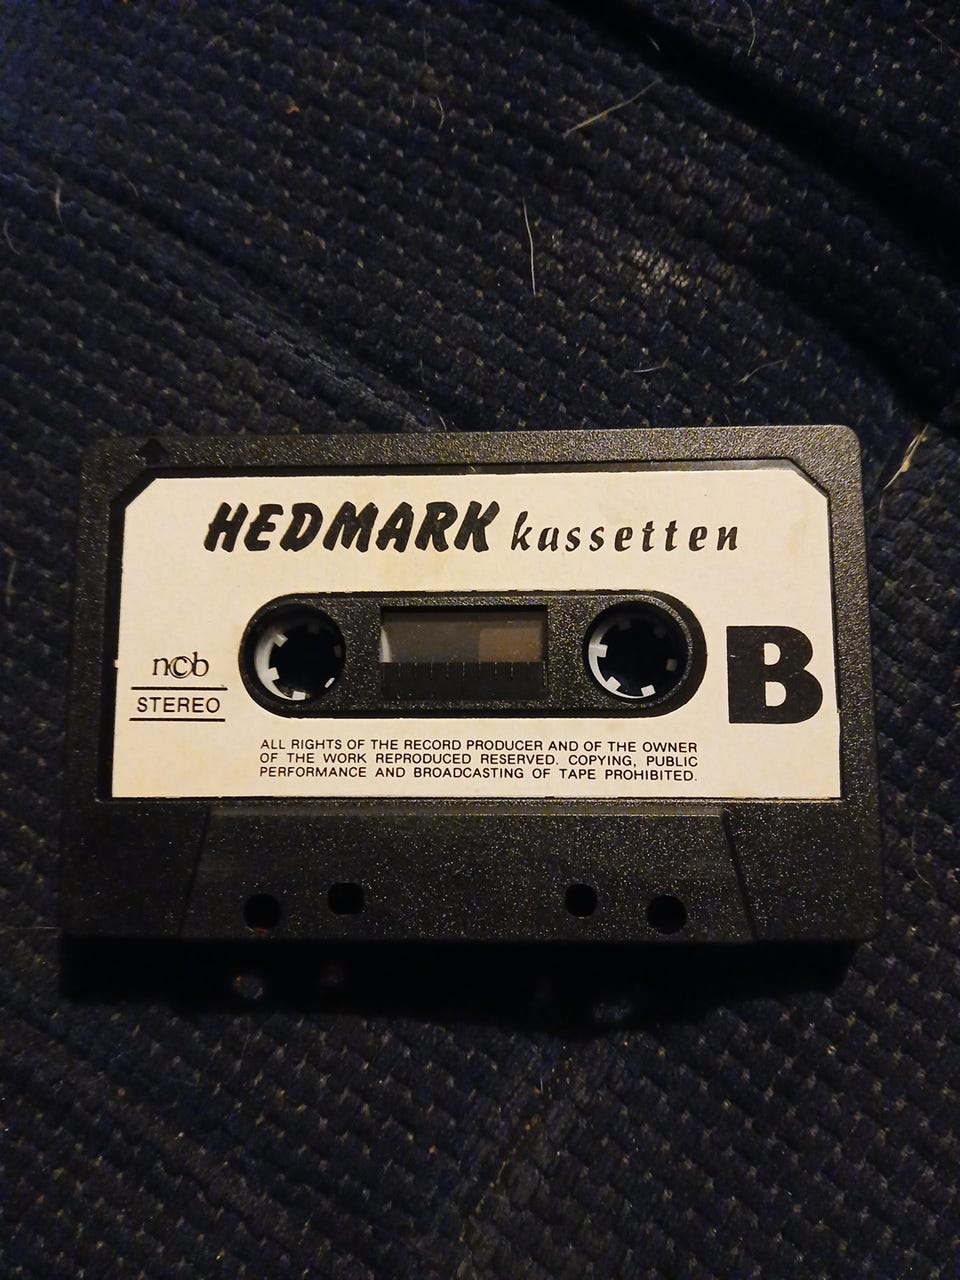 HEDMARK kassetten
ncb
STEREO
B
ALL RIGHTS OF THE RECORD PRODUCER AND OF THE OWNER
OF THE WORK REPRODUCED RESERVED. COPYING, PUBLIC
PERFORMANCE AND BROADCASTING OF TAPE PROHIBITED.